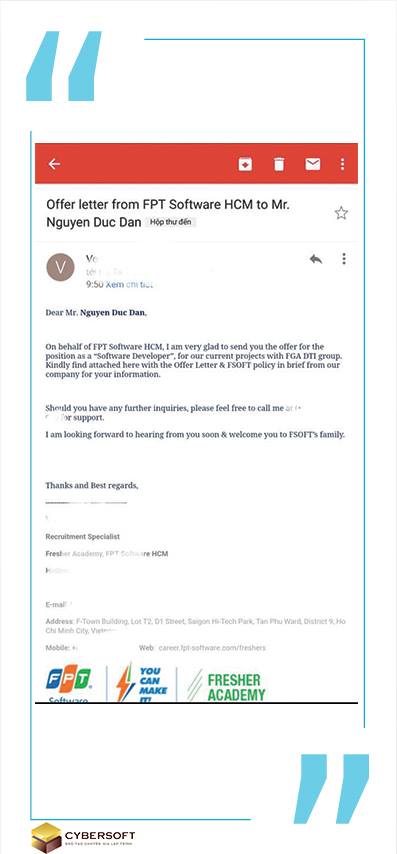 Offer letter from FPT Software HCM to Mr.
Nguyen Duc Dan Hộp thư đến
V
9:50 Xem chi tiết
Dear Mr. Nguyen Duc Dan,
On behalf of FPT Software HCM, I am very glad to send you the offer for the
position as a “Software Developer”, for our current projects with FGA DTI group.
Kindly find attached here with the Offer Letter & FSOFT policy in brief from our
company for your information.
Should you have any further inquiries, please feel free to call me
for support.
I am looking forward to hearing from you soon & welcome you to FSOFT's family.
Thanks and Best regards,
Recruitment Specialist
Fresher Academy, FPT Software HCM
E-mail
Address: F-Town Building, Lot T2, D1 Street, Saigon Hi-Tech Park, Tan Phu Ward, District 9, Ho
Chi Minh City, Vietnam
Mobile: Web: career.fpt-software.com/freshers
FPT Software
YOU
CAN
MAKE
IT!
FRESHER
ACADEMY
CYBERSOFT
ĐÀO TẠO CHUYÊN GIA LẬP TRÌNH